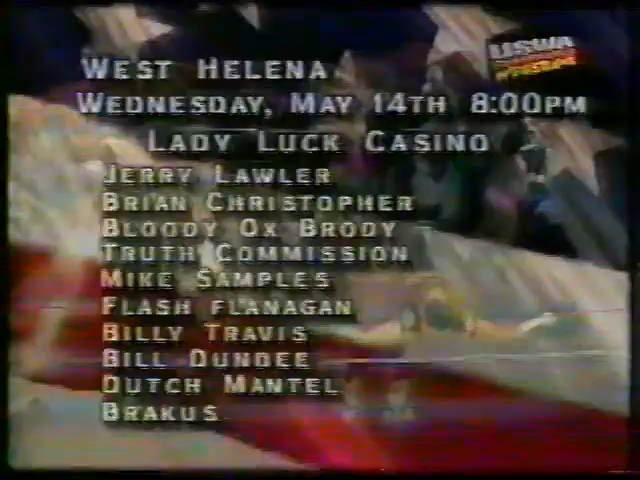 USWA
WEST HELENA
WEDNESDAY, MAY 14TH 8:00PM
LADY LUCK CASINO
JERRY LAWLER
BRIAN CHRISTOPHER
BLOODY OX BRODY
TRUTH COMMISSION
MIKE SAMPLES
FLASH FLANAGAN
BILLY TRAVIS
BILL DUNDEE
DUTCH MANTEL
BRAKUS